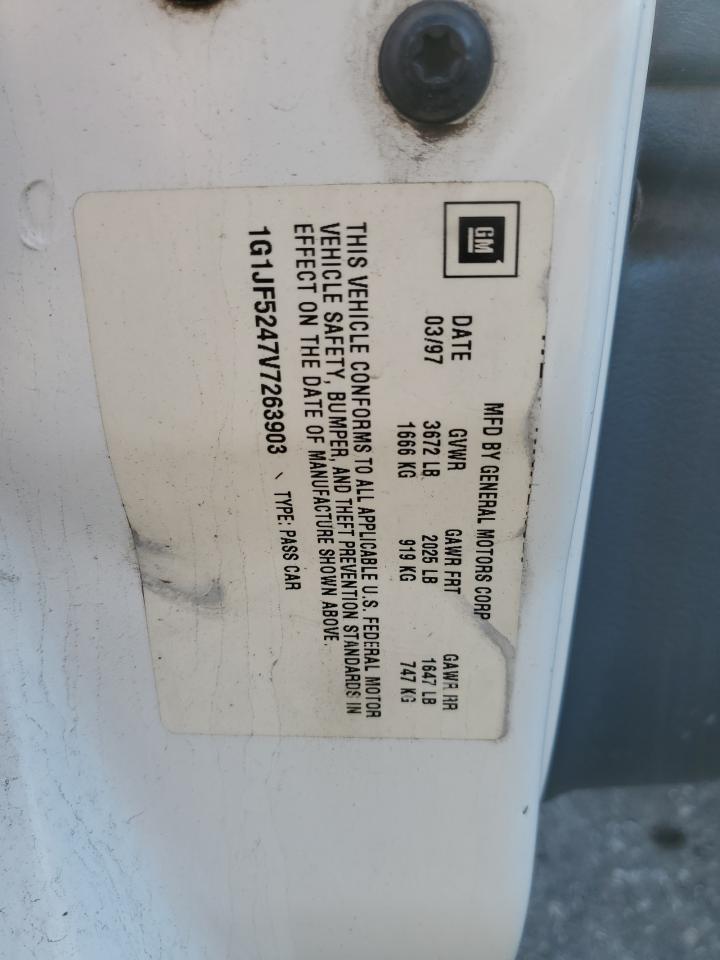 GM
MFD BY GENERAL MOTORS CORP
DATE GVWR GAWR FRT GAWR RR
03/97 3672 LB 2025 LB 1647 LB
1666 KG 919 KG 747 KG
THIS VEHICLE CONFORMS TO ALL APPLICABLE U.S. FEDERAL MOTOR
VEHICLE SAFETY, BUMPER, AND THEFT PREVENTION STANDARDS IN
EFFECT ON THE DATE OF MANUFACTURE SHOWN ABOVE.
1G1JF5247V7263903 \ TYPE: PASS CAR